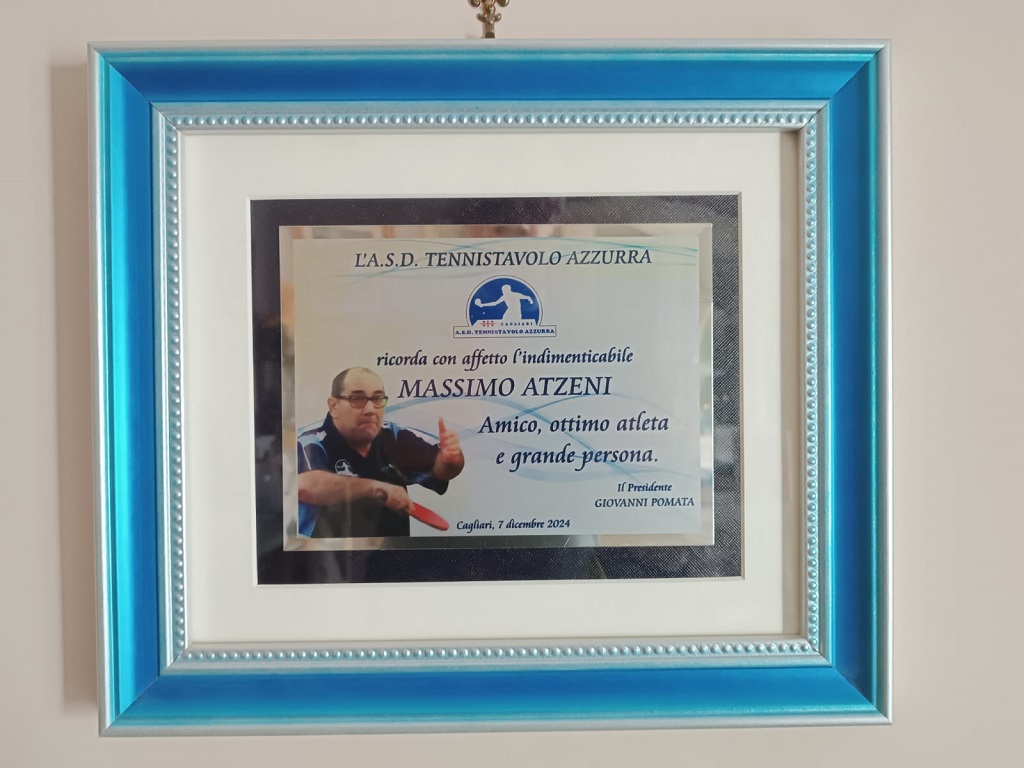 L'A.S.D. TENNISTAVOLO AZZURRA
CAGLIARI
A.S.D. TENNISTAVOLO AZZURRA
ricorda con affetto l'indimenticabile
MASSIMO ATZENI
Amico, ottimo atleta
e grande persona.
Il Presidente
GIOVANNI POMATA
Cagliari, 7 dicembre 2024